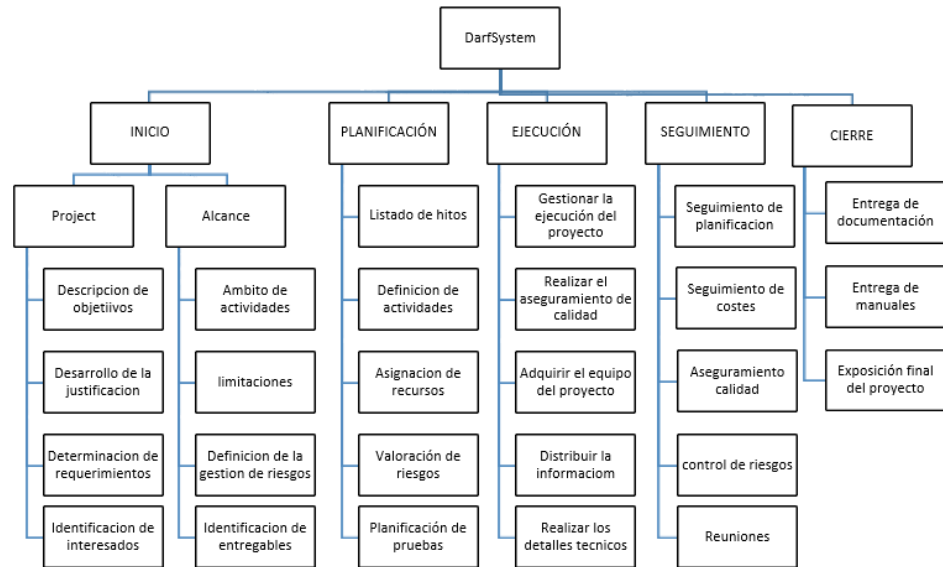 DarfSystem
INICIO
PLANIFICACIÓN
EJECUCIÓN
SEGUIMIENTO
CIERRE
Project
Alcance
Descripcion de
objetiivos
Desarrollo de la
justificacion
Determinacion de
requerimientos
Identificacion de
interesados
Ambito de
actividades
limitaciones
Definicion de la
gestion de riesgos
Identificacion de
entregables
Listado de hitos
Definicion de
actividades
Asignacion de
recursos
Valoración de
riesgos
Planificación de
pruebas
Gestionar la
ejecución del
proyecto
Realizar el
aseguramiento de
calidad
Adquirir el equipo
del proyecto
Distribuir la
informaciom
Realizar los
detalles tecnicos
Seguimiento de
planificacion
Seguimiento de
costes
Aseguramiento
calidad
control de riesgos
Reuniones
Entrega de
documentación
Entrega de
manuales
Exposición final
del proyecto